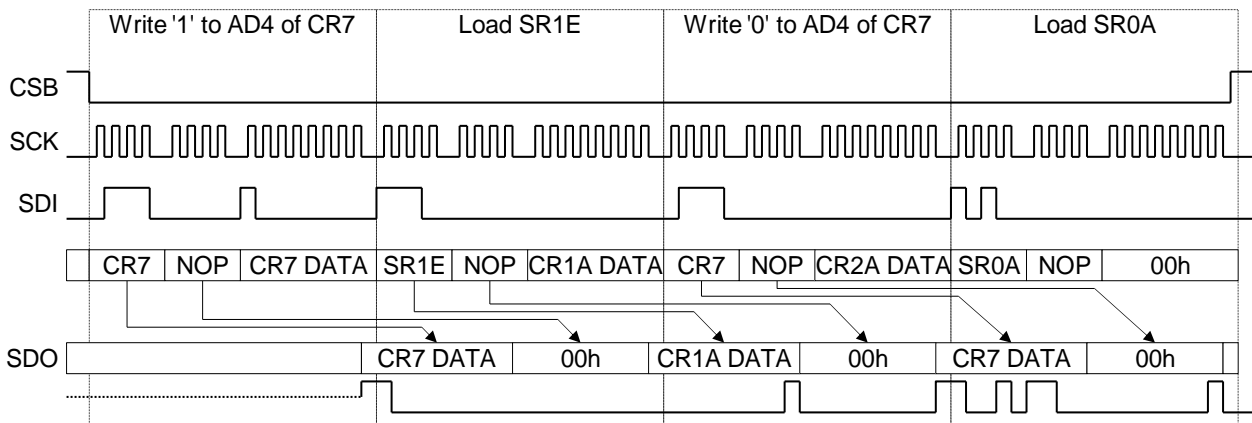 Write '1' to AD4 of CR7 Load SR1E Write '0' to AD4 of CR7 Load SR0A
CSB
SCK
SDI
CR7 NOP CR7 DATA SR1E NOP CR1A DATA CR7 NOP CR2A DATA SR0A NOP 00h
SDO CR7 DATA 00h CR1A DATA 00h CR7 DATA 00h